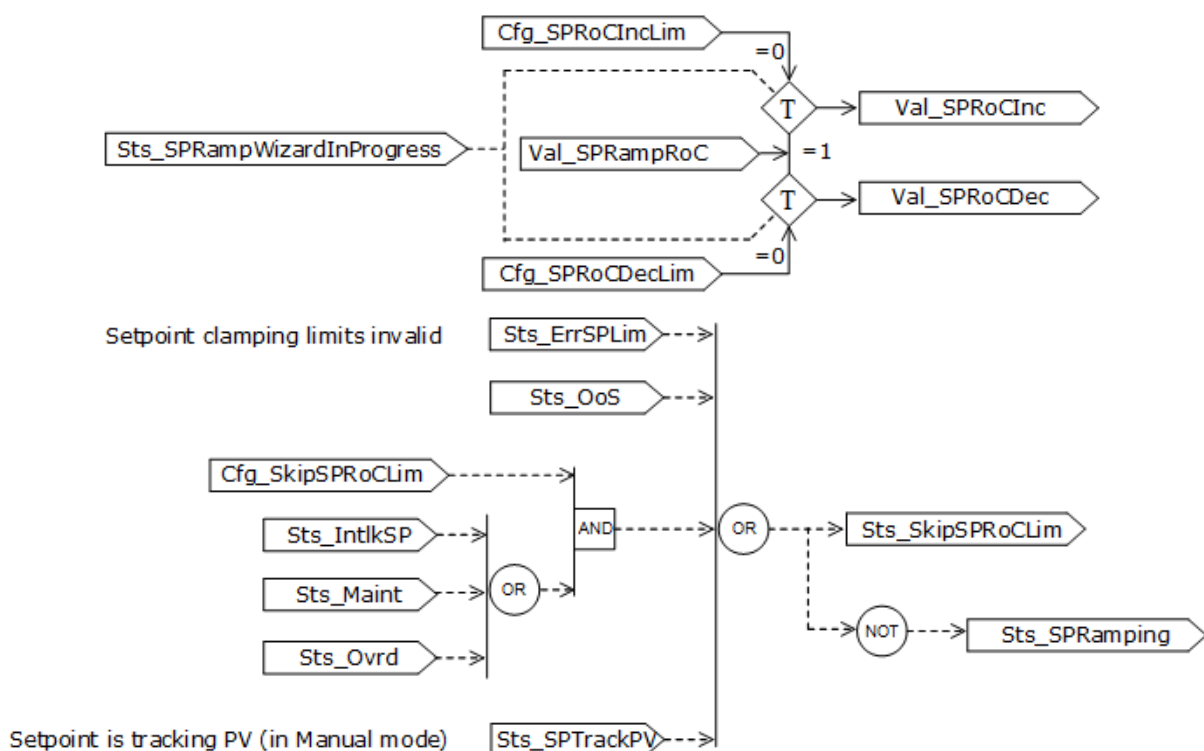 Cfg_SPRoCIncLim
=0
T
Val_SPRoCInc
Sts_SPRampWizardInProgress
Val_SPRampRoC
=1
T
Val_SPRoCDec
=0
Cfg_SPRoCDecLim
Setpoint clamping limits invalid
Sts_ErrSPLim
Sts_OoS
Cfg_SkipSPRoCLim
Sts_IntlkSP
AND
OR
Sts_SkipSPRoCLim
Sts_Maint
OR
NOT
Sts_SPRamping
Sts_Ovrd
Setpoint is tracking PV (in Manual mode)
Sts_SPTrackPV